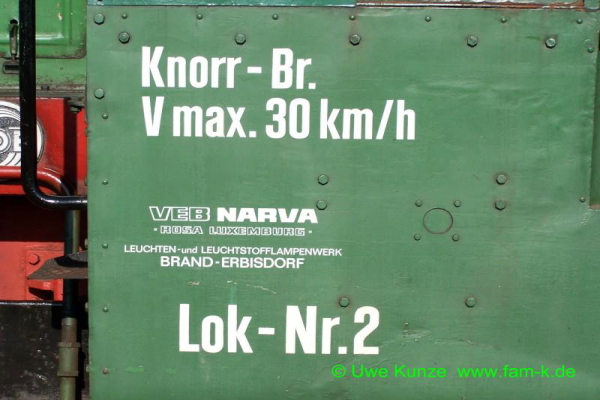 Knorr-Br.
V max. 30 km/h
VEB NARVA
· ROSA LUXEMBURG ·
LEUCHTEN-und LEUCHTSTOFFLAMPENWERK
BRAND-ERBISDORF
Lok-Nr.2
© Uwe Kunze www.fam-k.de